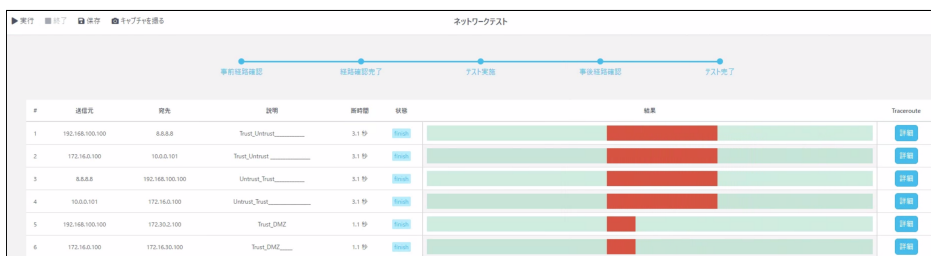 実行 終了 保存 キャプチャを撮る ネットワークテスト
事前経路確認 経路確認完了 テスト実施 事後経路確認 テスト完了
# 送信元 宛先 説明 断時間 状態 結果 Traceroute
1 192.168.100.100 8.8.8.8 Trust_Untrust_________ 3.1 秒 finish 詳細
2 172.16.0.100 10.0.0.101 Trust_Untrust ____________ 3.1 秒 finish 詳細
3 8.8.8.8 192.168.100.100 Untrust_Trust_________ 3.1 秒 finish 詳細
4 10.0.0.101 172.16.0.100 Untrust_Trust_____________ 3.1 秒 finish 詳細
5 192.168.100.100 172.30.2.100 Trust_DMZ 1.1 秒 finish 詳細
6 172.16.0.100 172.16.30.100 Trust_DMZ____ 1.1 秒 finish 詳細